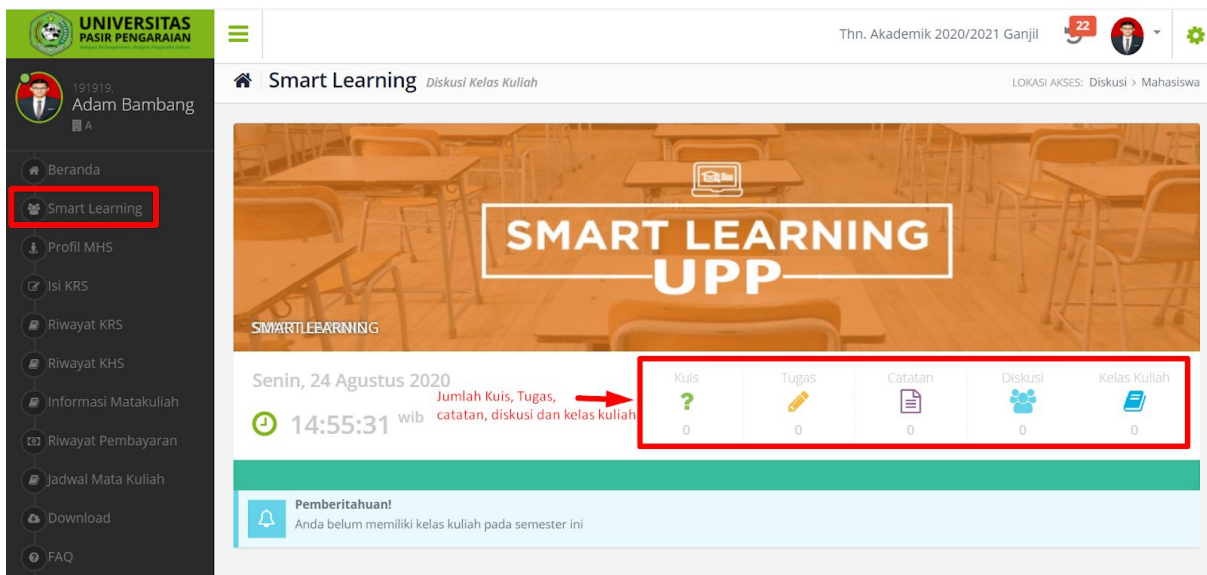 UNIVERSITAS
PASIR PENGARAIAN
Thn. Akademik 2020/2021 Ganjil
22
191919,
Adam Bambang
A
Smart Learning Diskusi Kelas Kuliah
LOKASI AKSES: Diskusi > Mahasiswa
Beranda
Smart Learning
Profil MHS
Isi KRS
Riwayat KRS
Riwayat KHS
Informasi Matakuliah
Riwayat Pembayaran
Jadwal Mata Kuliah
Download
FAQ
SMART LEARNING
UPP
SMART LEARNING
Senin, 24 Agustus 2020
14:55:31 wib
Jumlah Kuis, Tugas,
catatan, diskusi dan kelas kuliah
Kuis
Tugas
Catatan
Diskusi
Kelas Kuliah
0
0
0
0
0
Pemberitahuan!
Anda belum memiliki kelas kuliah pada semester ini